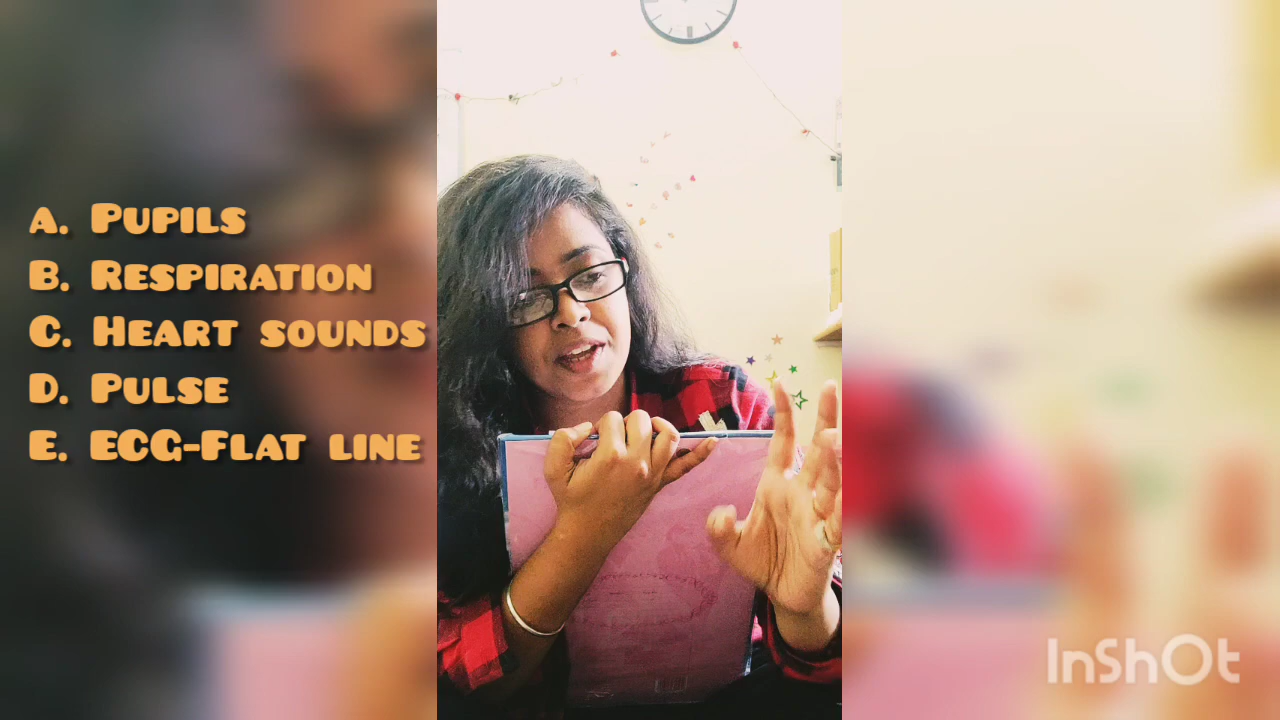 A. Pupils
B. Respiration
C. Heart sounds
D. Pulse
E. ECG-Flat line
InShOt